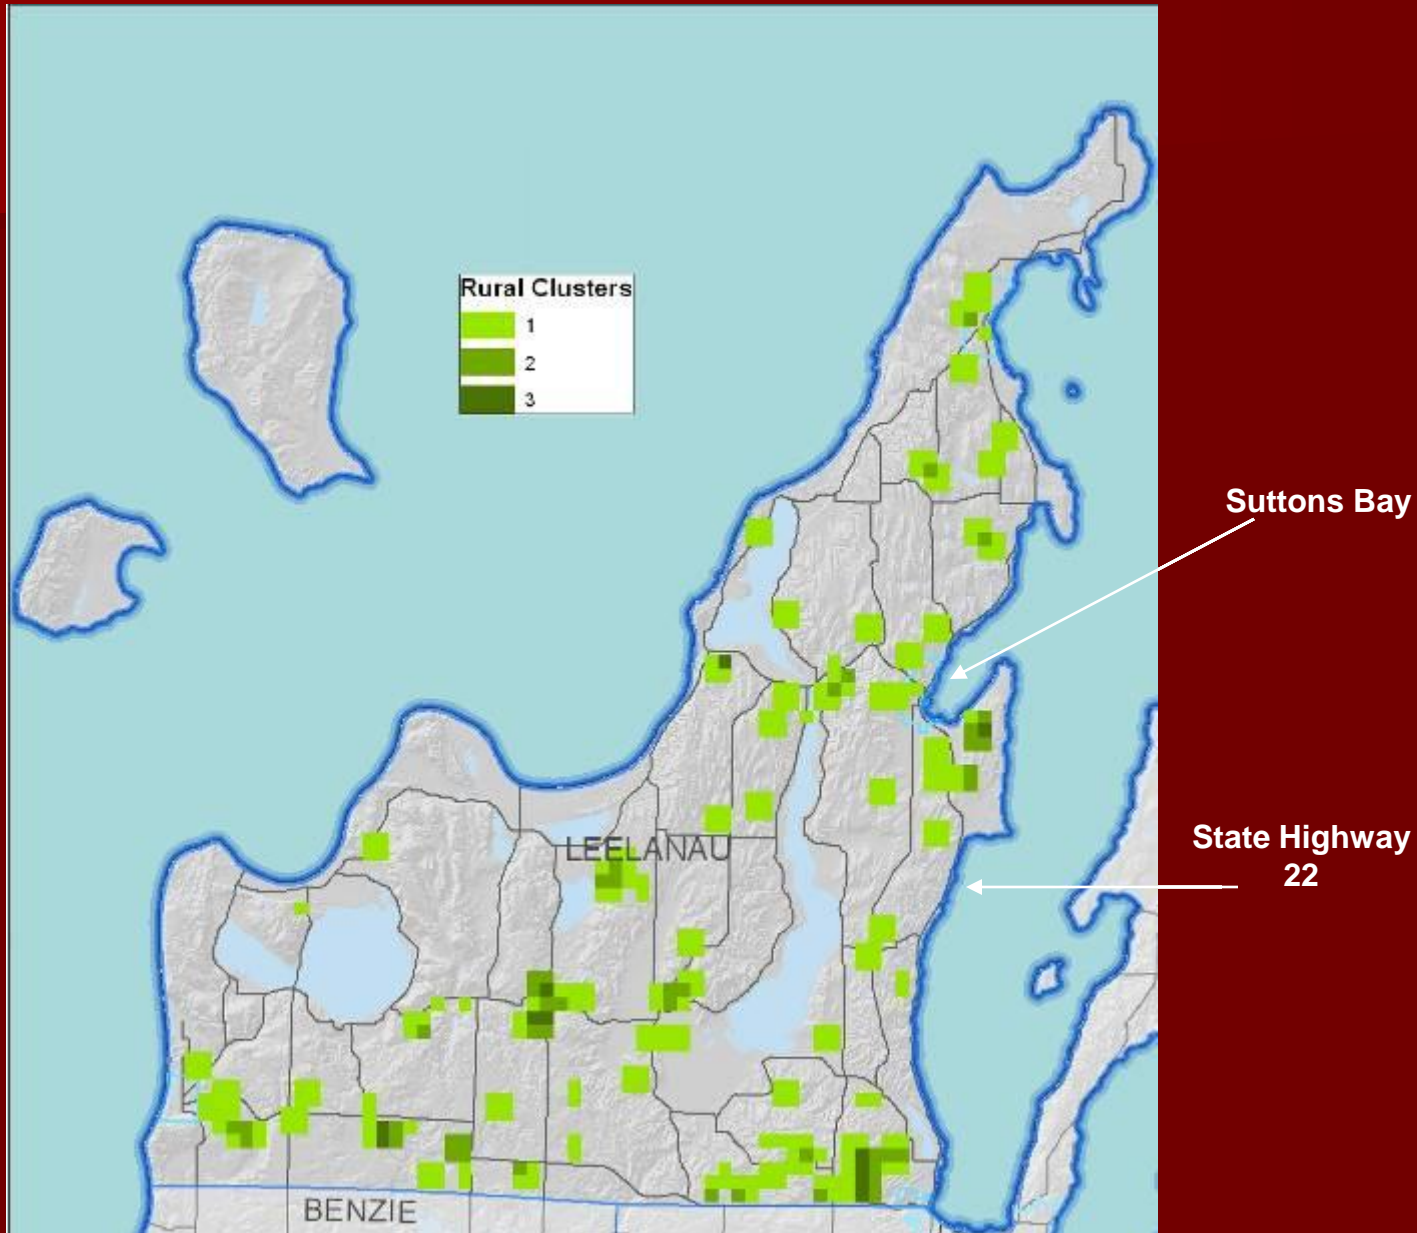 Rural Clusters
1
2
3
Suttons Bay
State Highway
22
LEELANAU
BENZIE